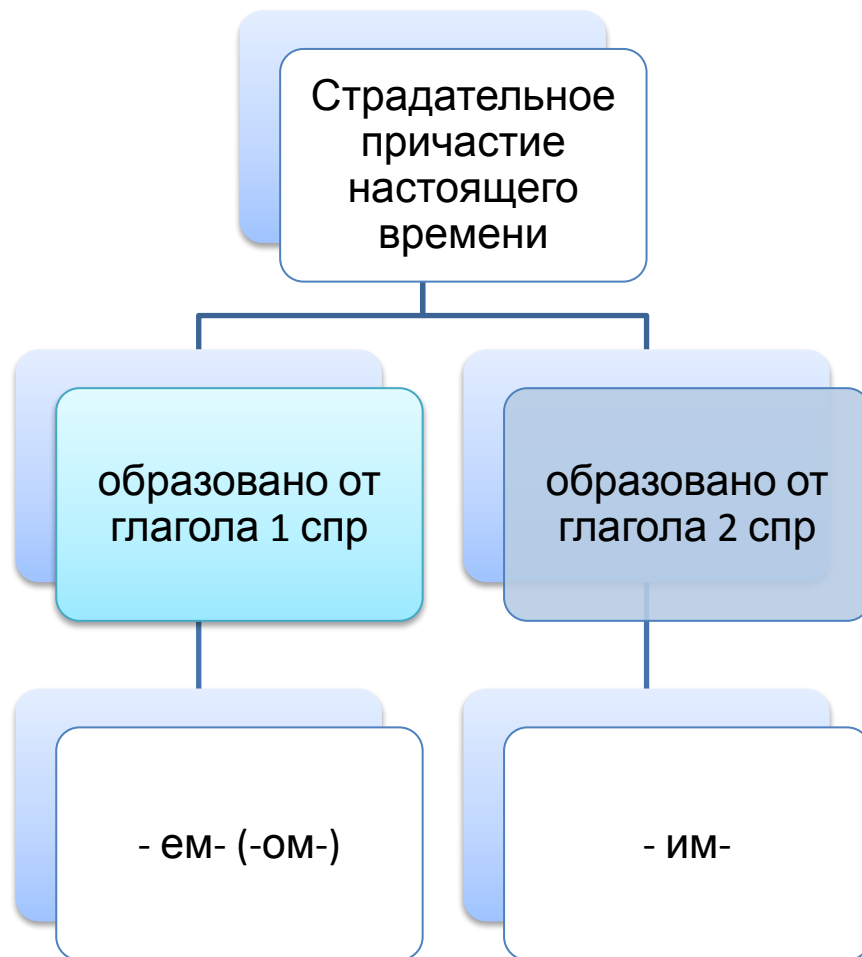 Страдательное
причастие
настоящего
времени
образовано от
глагола 1 спр
образовано от
глагола 2 спр
- ем- (-ом-)
- им-